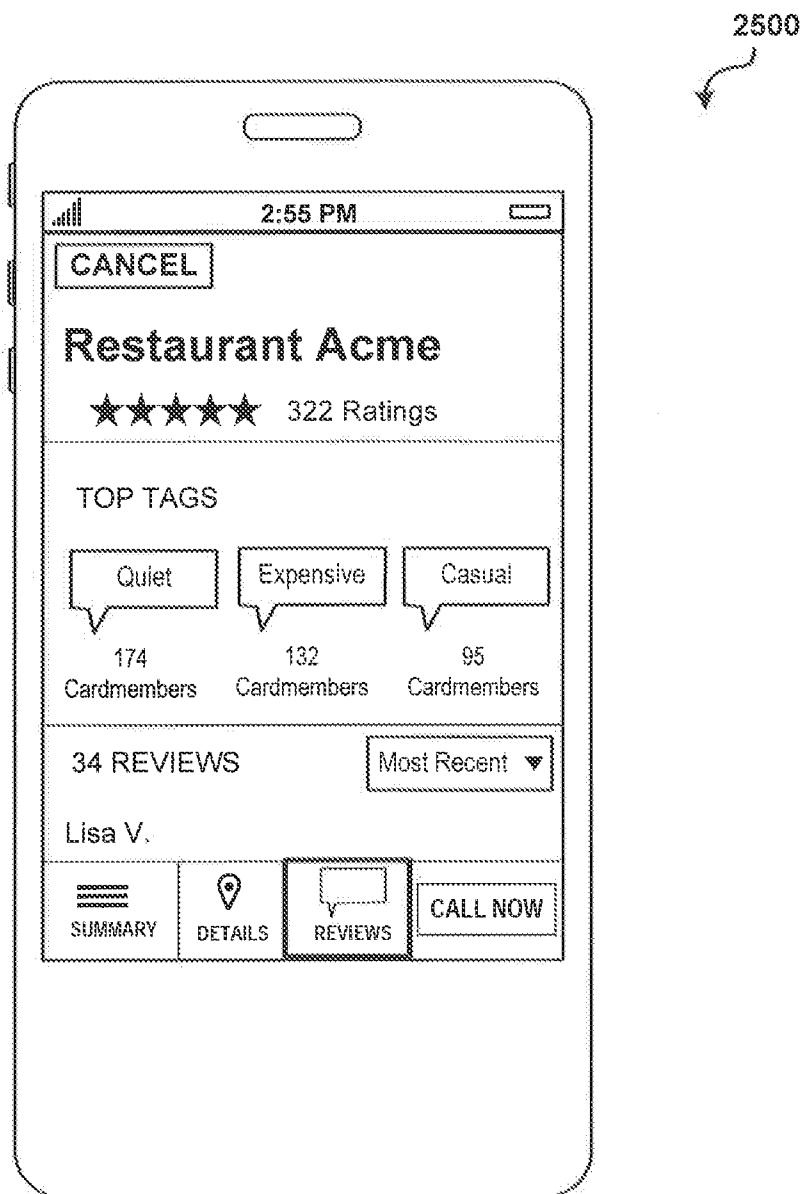 2500
2:55 PM
CANCEL
Restaurant Acme
322 Ratings
TOP TAGS
Quiet Expensive Casual
174 132 95
Cardmembers Cardmembers Cardmembers
34 REVIEWS Most Recent
Lisa V.
SUMMARY DETAILS REVIEWS CALL NOW